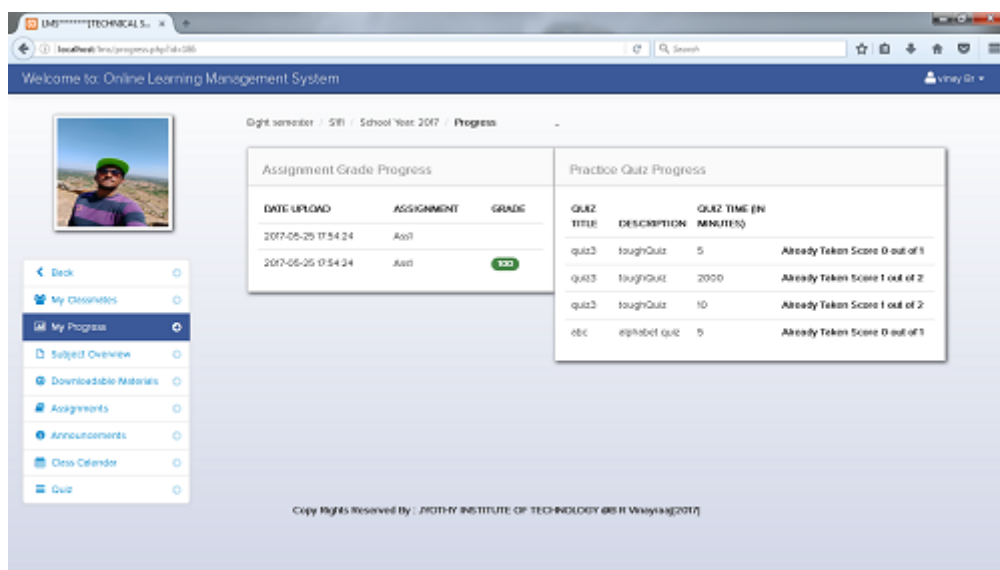 Search
Welcome to: Online Learning Management System
Eight semester / / School Year: 2017 / Progress
Assignment Grade Progress
DATE UPLOAD ASSIGNMENT GRADE
2017-05-25 17:54:24
2017-05-25 17:54:24 100
Practice Quiz Progress
QUIZ TITLE DESCRIPTION QUIZ TIME (IN MINUTES)
quiz3 toughQuiz 5 Already Taken Score 0 out of 1
quiz3 toughQuiz 2000 Already Taken Score 1 out of 2
quiz3 toughQuiz 10 Already Taken Score 1 out of 2
abc alphabet quiz 5 Already Taken Score 0 out of 1
Back
My Classmates
My Progress
Subject Overview
Downloadable Materials
Assignments
Announcements
Class Calendar
Quiz
Copy Rights Reserved By : JYOTHY INSTITUTE OF TECHNOLOGY